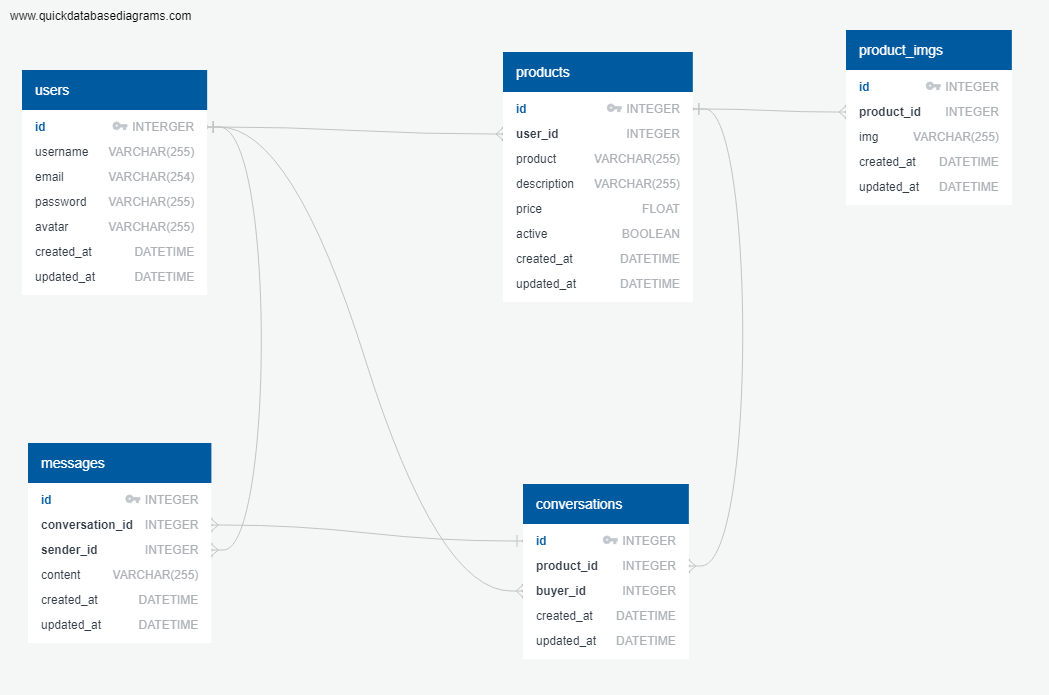 www.quickdatabasediagrams.com
users
id INTERGER
username VARCHAR(255)
email VARCHAR(254)
password VARCHAR(255)
avatar VARCHAR(255)
created_at DATETIME
updated_at DATETIME
products
id INTEGER
user_id INTEGER
product VARCHAR(255)
description VARCHAR(255)
price FLOAT
active BOOLEAN
created_at DATETIME
updated_at DATETIME
product_imgs
id INTEGER
product_id INTEGER
img VARCHAR(255)
created_at DATETIME
updated_at DATETIME
messages
id INTEGER
conversation_id INTEGER
sender_id INTEGER
content VARCHAR(255)
created_at DATETIME
updated_at DATETIME
conversations
id INTEGER
product_id INTEGER
buyer_id INTEGER
created_at DATETIME
updated_at DATETIME